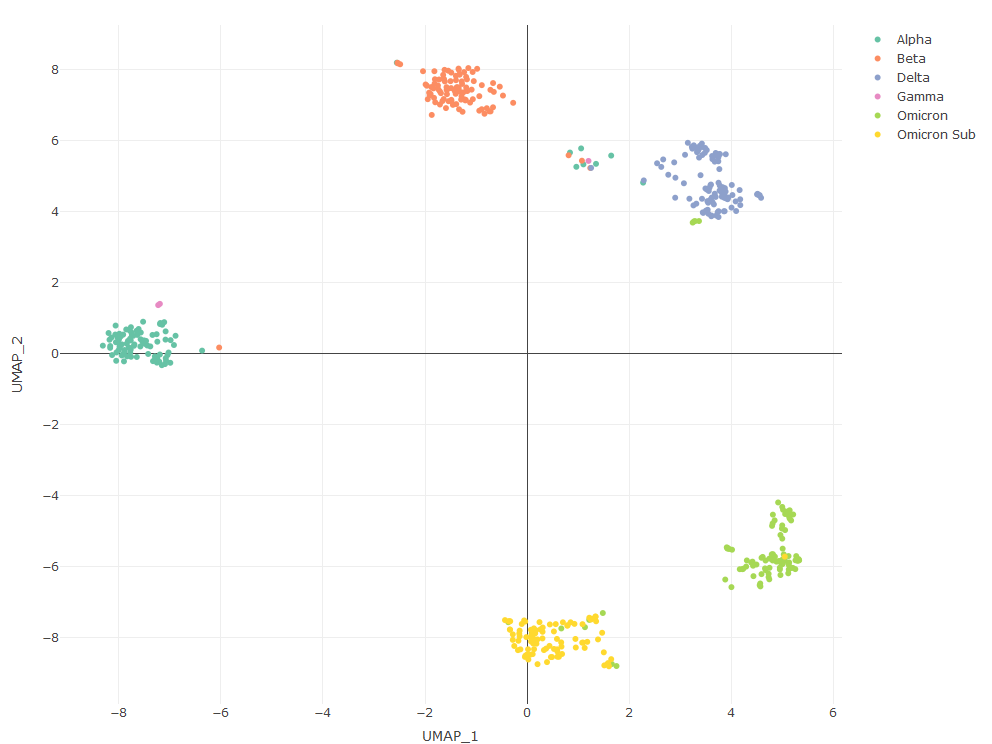 Alpha
Beta
Delta
Gamma
Omicron
Omicron Sub
8
6
4
2
0
−2
−4
−6
−8
UMAP_2
−8 −6 −4 −2 0 2 4 6
UMAP_1